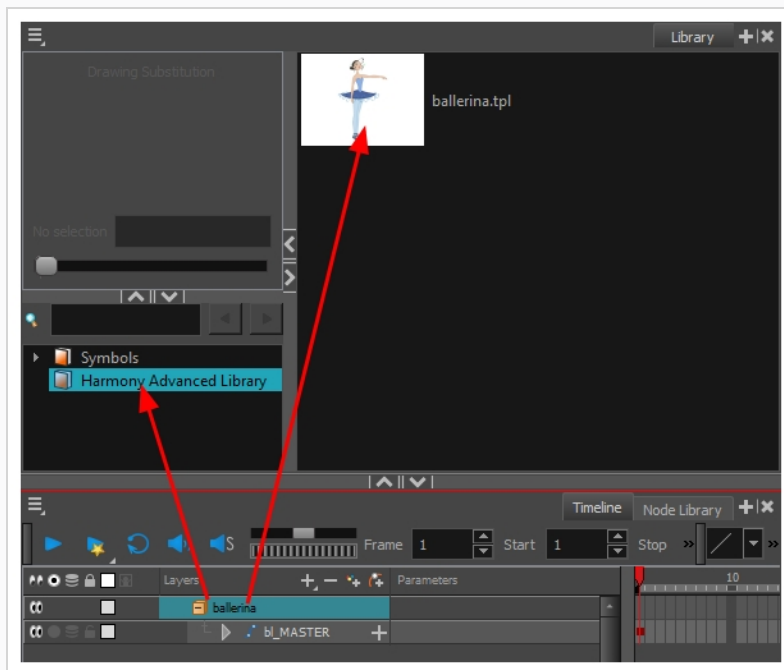 Library
Drawing Substitution
ballerina.tpl
No selection
Symbols
Harmony Advanced Library
Timeline
Node Library
S
Frame 1 Start 1 Stop
Layers Parameters 10
ballerina
bl_MASTER